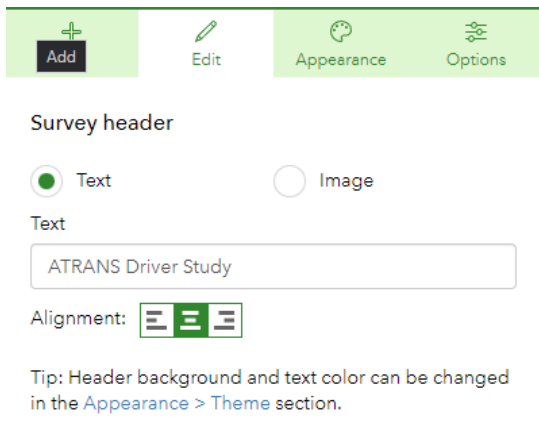 Add Edit Appearance Options
Survey header
Text Image
Text
ATRANS Driver Study
Alignment:
Tip: Header background and text color can be changed
in the Appearance > Theme section.